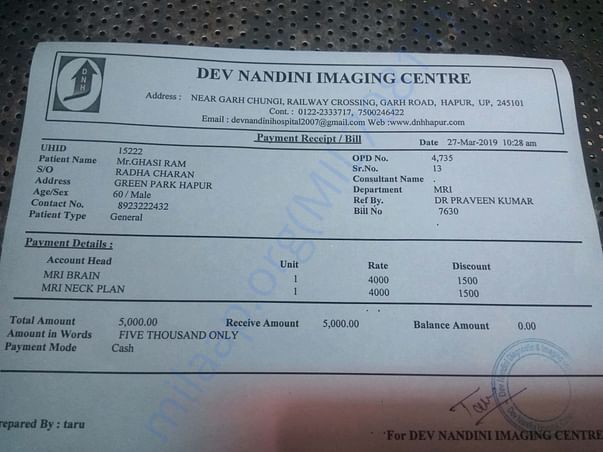 DNH
DEV NANDINI IMAGING CENTRE
Address : NEAR GARH CHUNGI, RAILWAY CROSSING, GARH ROAD, HAPUR, UP, 245101
Cont. : 0122-2333717, 7500246422
Email : devnandinihospital2007@gmail.com Web :www.dnhhapur.com
Payment Receipt / Bill
Date 27-Mar-2019 10:28 am
UHID 15222 OPD No. 4,735
Patient Name Mr.GHASI RAM Sr.No. 13
S/O RADHA CHARAN Consultant Name .
Address GREEN PARK HAPUR Department MRI
Age/Sex 60 / Male Ref By. DR PRAVEEN KUMAR
Contact No. 8923222432 Bill No 7630
Patient Type General
Payment Details :
Account Head Unit Rate Discount
MRI BRAIN 1 4000 1500
MRI NECK PLAN 1 4000 1500
Total Amount 5,000.00 Receive Amount 5,000.00 Balance Amount 0.00
Amount in Words FIVE THOUSAND ONLY
Payment Mode Cash
repared By : taru
For DEV NANDINI IMAGING CENTRE